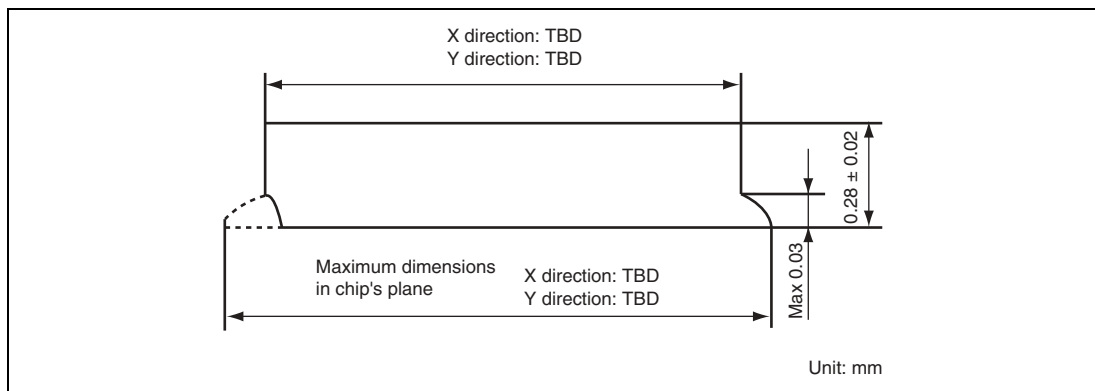 X direction: TBD
Y direction: TBD
0.28 ± 0.02
Max 0.03
Maximum dimensions
in chip's plane
X direction: TBD
Y direction: TBD
Unit: mm